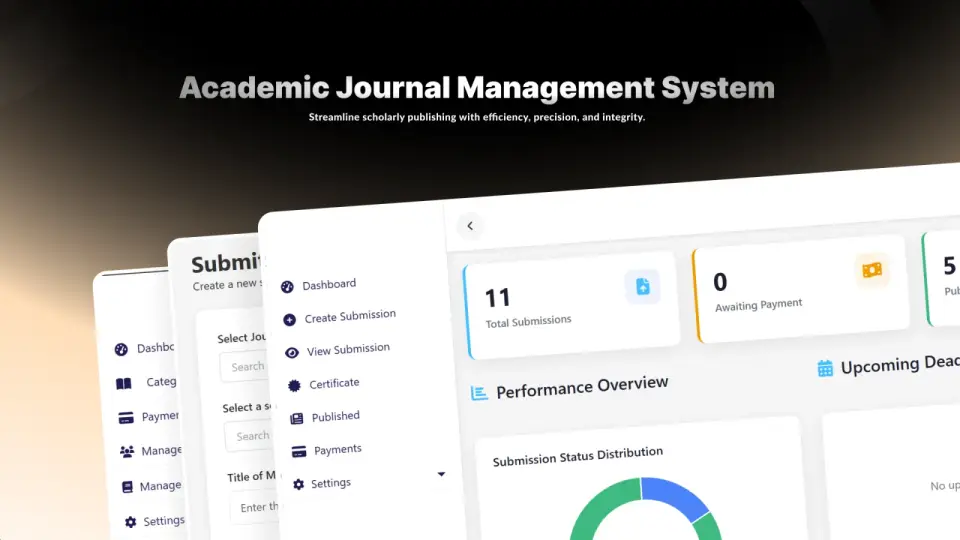 Academic Journal Management System
Streamline scholarly publishing with efficiency, precision, and integrity.
Dashboard
Create Submission
View Submission
Certificate
Published
Payments
Settings
11
Total Submissions
0
Awaiting Payment
5
Performance Overview
Upcoming
Submission Status Distribution
No
Create a new
Select
Search
Select a
Search
Title of
Enter
Settings